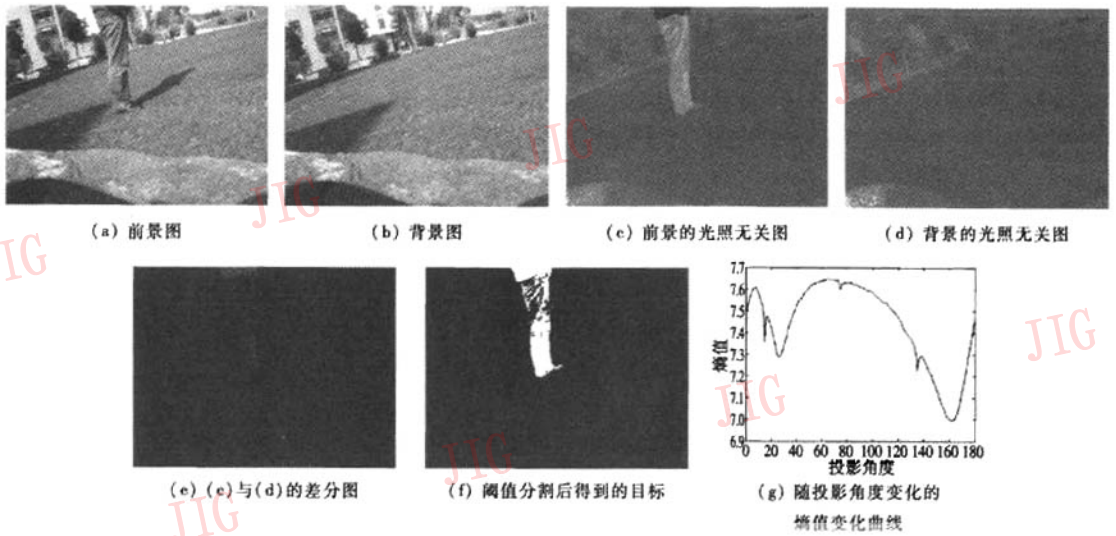 (a) 前景图
(b) 背景图
(c) 前景的光照无关图
(d) 背景的光照无关图
JIG
JIG
JIG
JIG
7.7
7.6
7.5
7.4
7.3
7.2
7.1
7.0
6.9
熵值
0 20 40 60 80 100 120 140 160 180
投影角度
JIG
JIG
JIG
(e) (c)与(d)的差分图
(f) 阈值分割后得到的目标
(g) 随投影角度变化的
熵值变化曲线
JIG